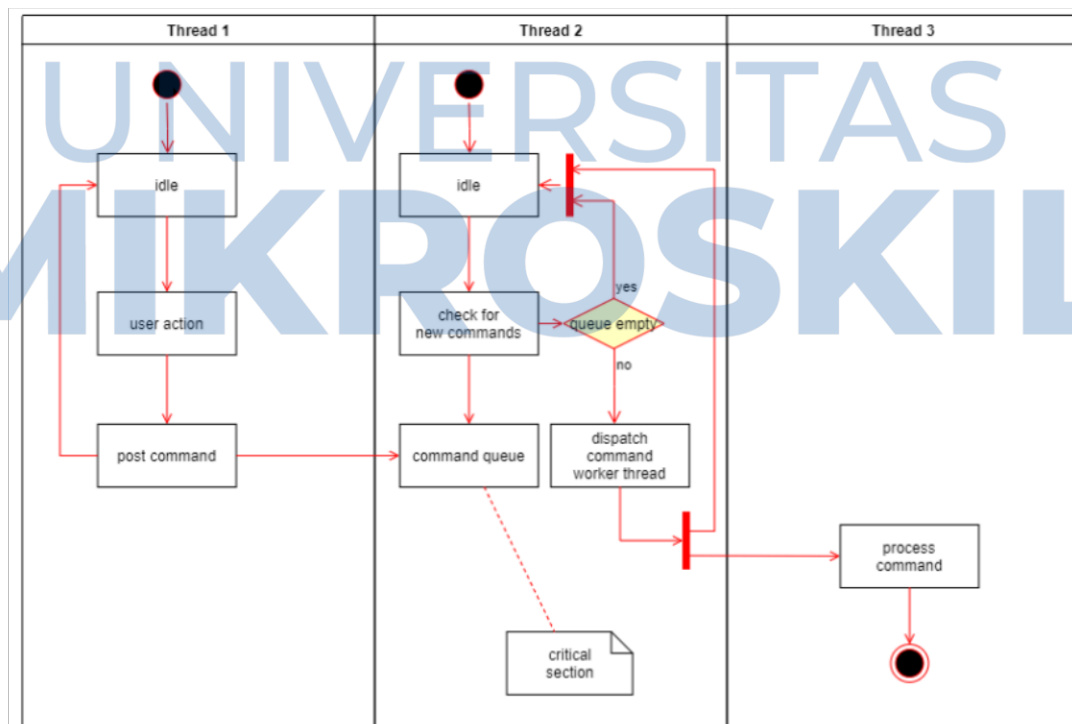 Thread 1
Thread 2
Thread 3
UNIVERSITAS
MIKROSKIL
idle
idle
yes
user action
check for
new commands
queue empty
no
post command
command queue
dispatch
command
worker thread
process
command
critical
section